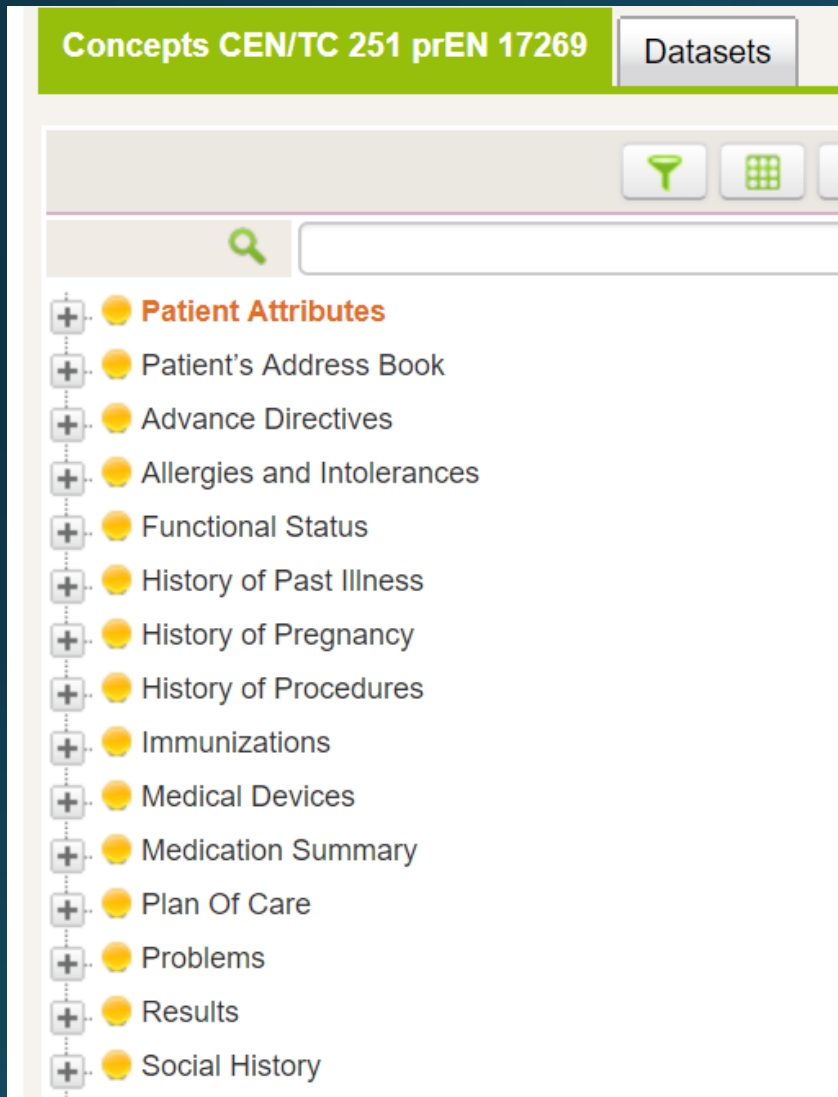 Concepts CEN/TC 251 prEN 17269 Datasets
Patient Attributes
Patient’s Address Book
Advance Directives
Allergies and Intolerances
Functional Status
History of Past Illness
History of Pregnancy
History of Procedures
Immunizations
Medical Devices
Medication Summary
Plan Of Care
Problems
Results
Social History